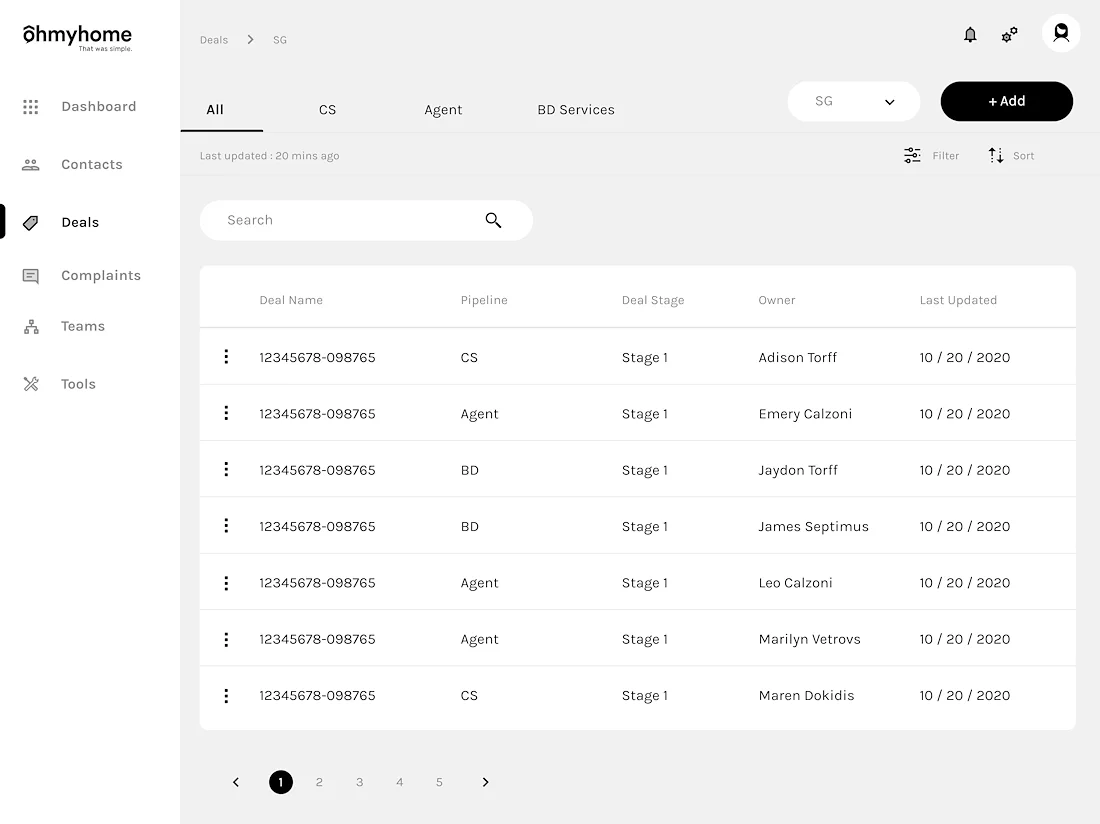 ohmyhome
That was simple.
Dashboard
Contacts
Deals
Complaints
Teams
Tools
Deals > SG
All CS Agent BD Services
SG
+ Add
Last updated : 20 mins ago
Filter Sort
Search
Deal Name Pipeline Deal Stage Owner Last Updated
12345678-098765 CS Stage 1 Adison Torff 10 / 20 / 2020
12345678-098765 Agent Stage 1 Emery Calzoni 10 / 20 / 2020
12345678-098765 BD Stage 1 Jaydon Torff 10 / 20 / 2020
12345678-098765 BD Stage 1 James Septimus 10 / 20 / 2020
12345678-098765 Agent Stage 1 Leo Calzoni 10 / 20 / 2020
12345678-098765 Agent Stage 1 Marilyn Vetrovs 10 / 20 / 2020
12345678-098765 CS Stage 1 Maren Dokidis 10 / 20 / 2020
1 2 3 4 5